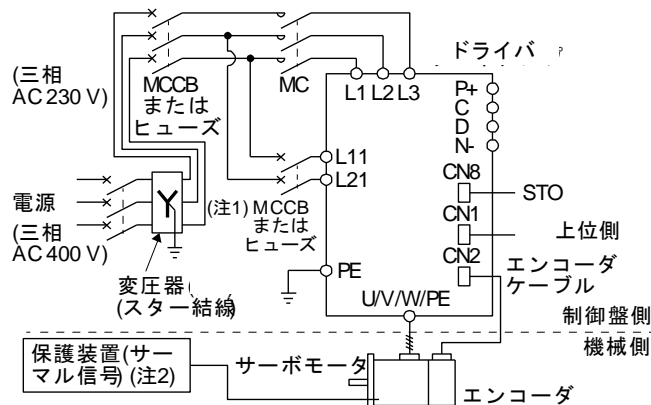 ドライバ
(三相
AC 230 V)
MCCB
または
ヒューズ
MC
L1 L2 L3
P+
C
D
N-
L11
L21
CN8
STO
電源
(三相
AC 400 V)
(注1)
MCCB
または
ヒューズ
CN1
上位側
CN2
エンコーダ
ケーブル
変圧器
(スター結線)
PE
U/V/W/PE
制御盤側
機械側
保護装置(サー
マル信号) (注2)
サーボモータ
エンコーダ